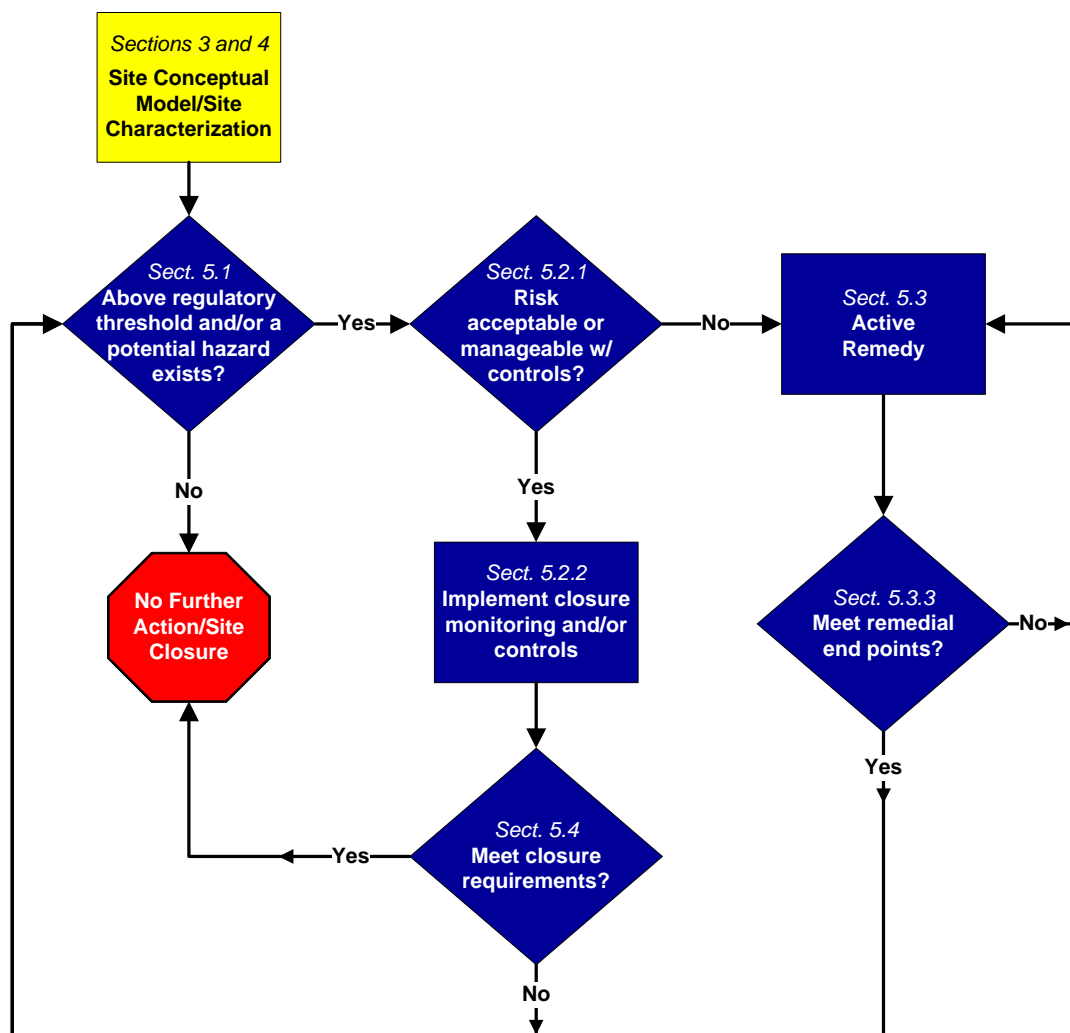 Sections 3 and 4
Site Conceptual
Model/Site
Characterization
Sect. 5.1
Above regulatory
threshold and/or a
potential hazard
exists?
Yes
Sect. 5.2.1
Risk
acceptable or
manageable w/
controls?
No
Sect. 5.3
Active
Remedy
No
Yes
No Further
Action/Site
Closure
Sect. 5.2.2
Implement closure
monitoring and/or
controls
Sect. 5.3.3
Meet remedial
end points?
No
Yes
Sect. 5.4
Meet closure
requirements?
Yes
No